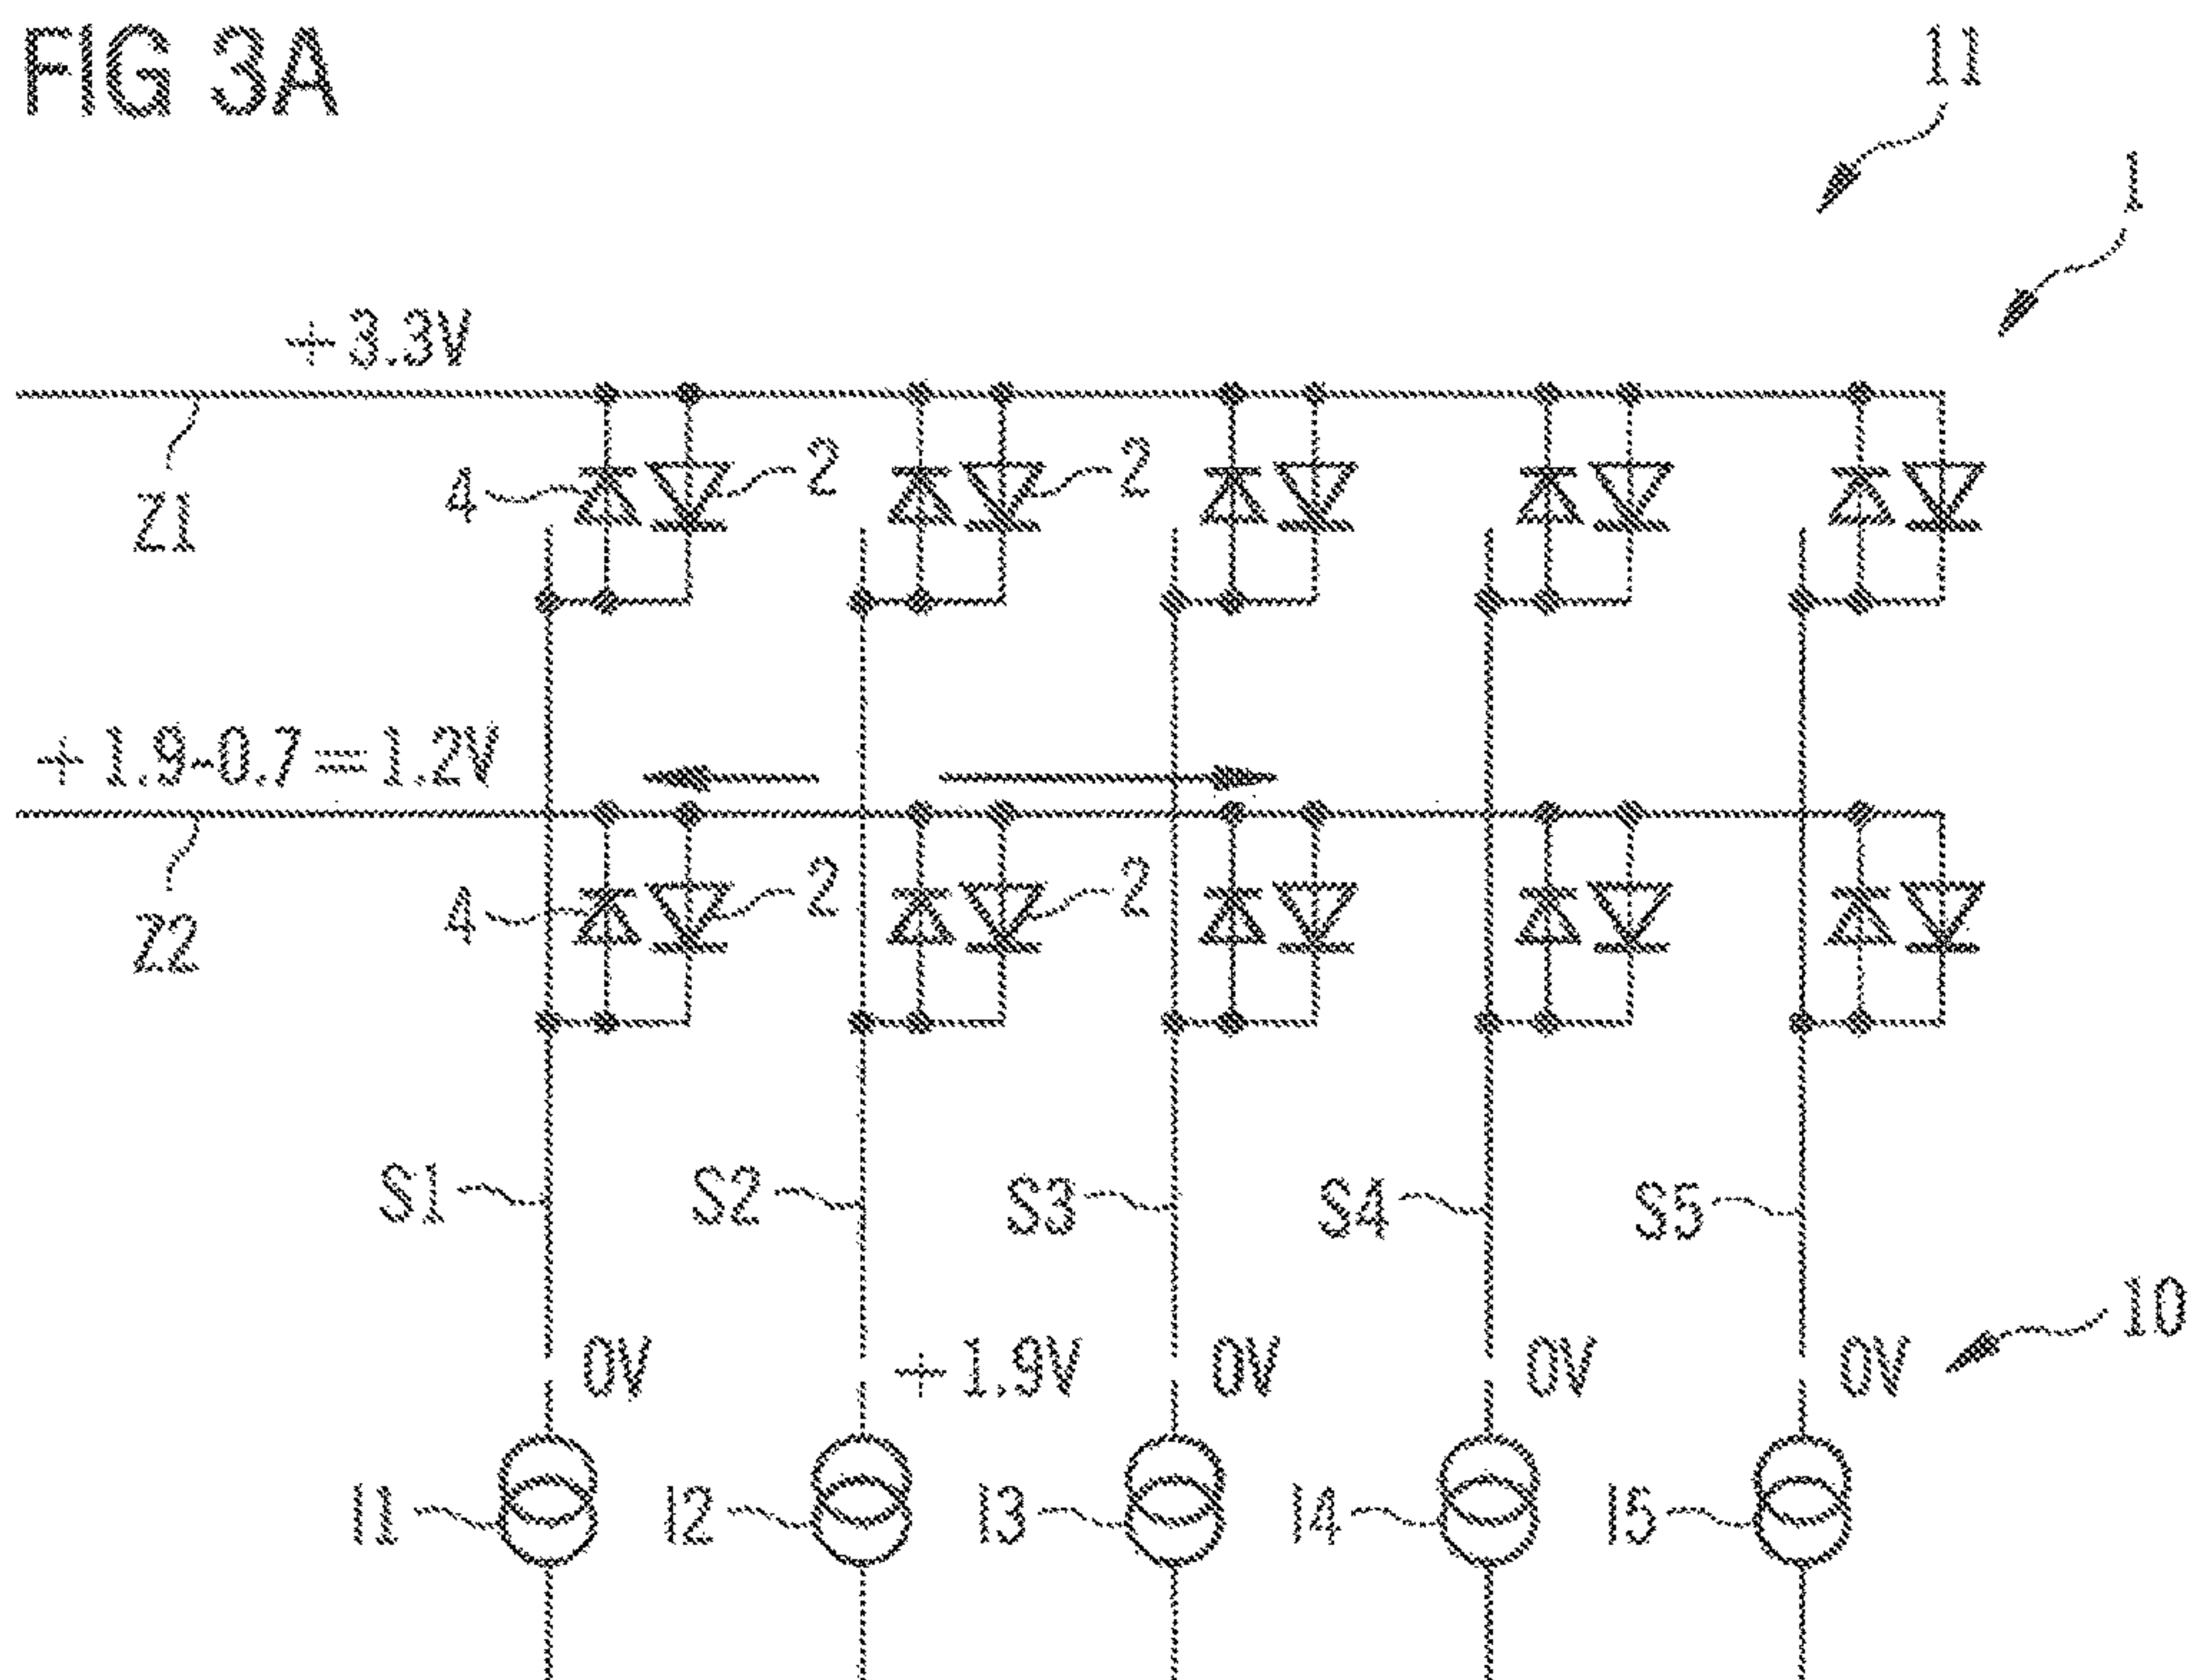 FIG 3A
11
1
+3.3V
Z1
4
2
2
+1.9-0.7=1.2V
Z2
4
2
2
S1
S2
S3
S4
S5
10
0V
+1.9V
0V
0V
0V
I1
I2
I3
I4
I5